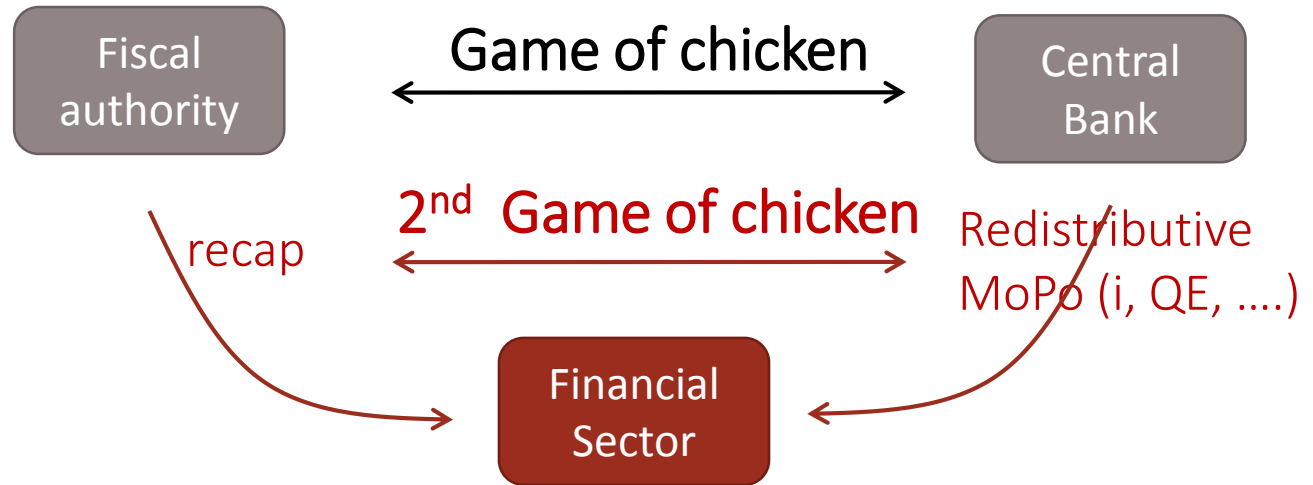 Fiscal
authority
Game of chicken
Central
Bank
2nd Game of chicken
recap
Redistributive
MoPo (i, QE, ....)
Financial
Sector